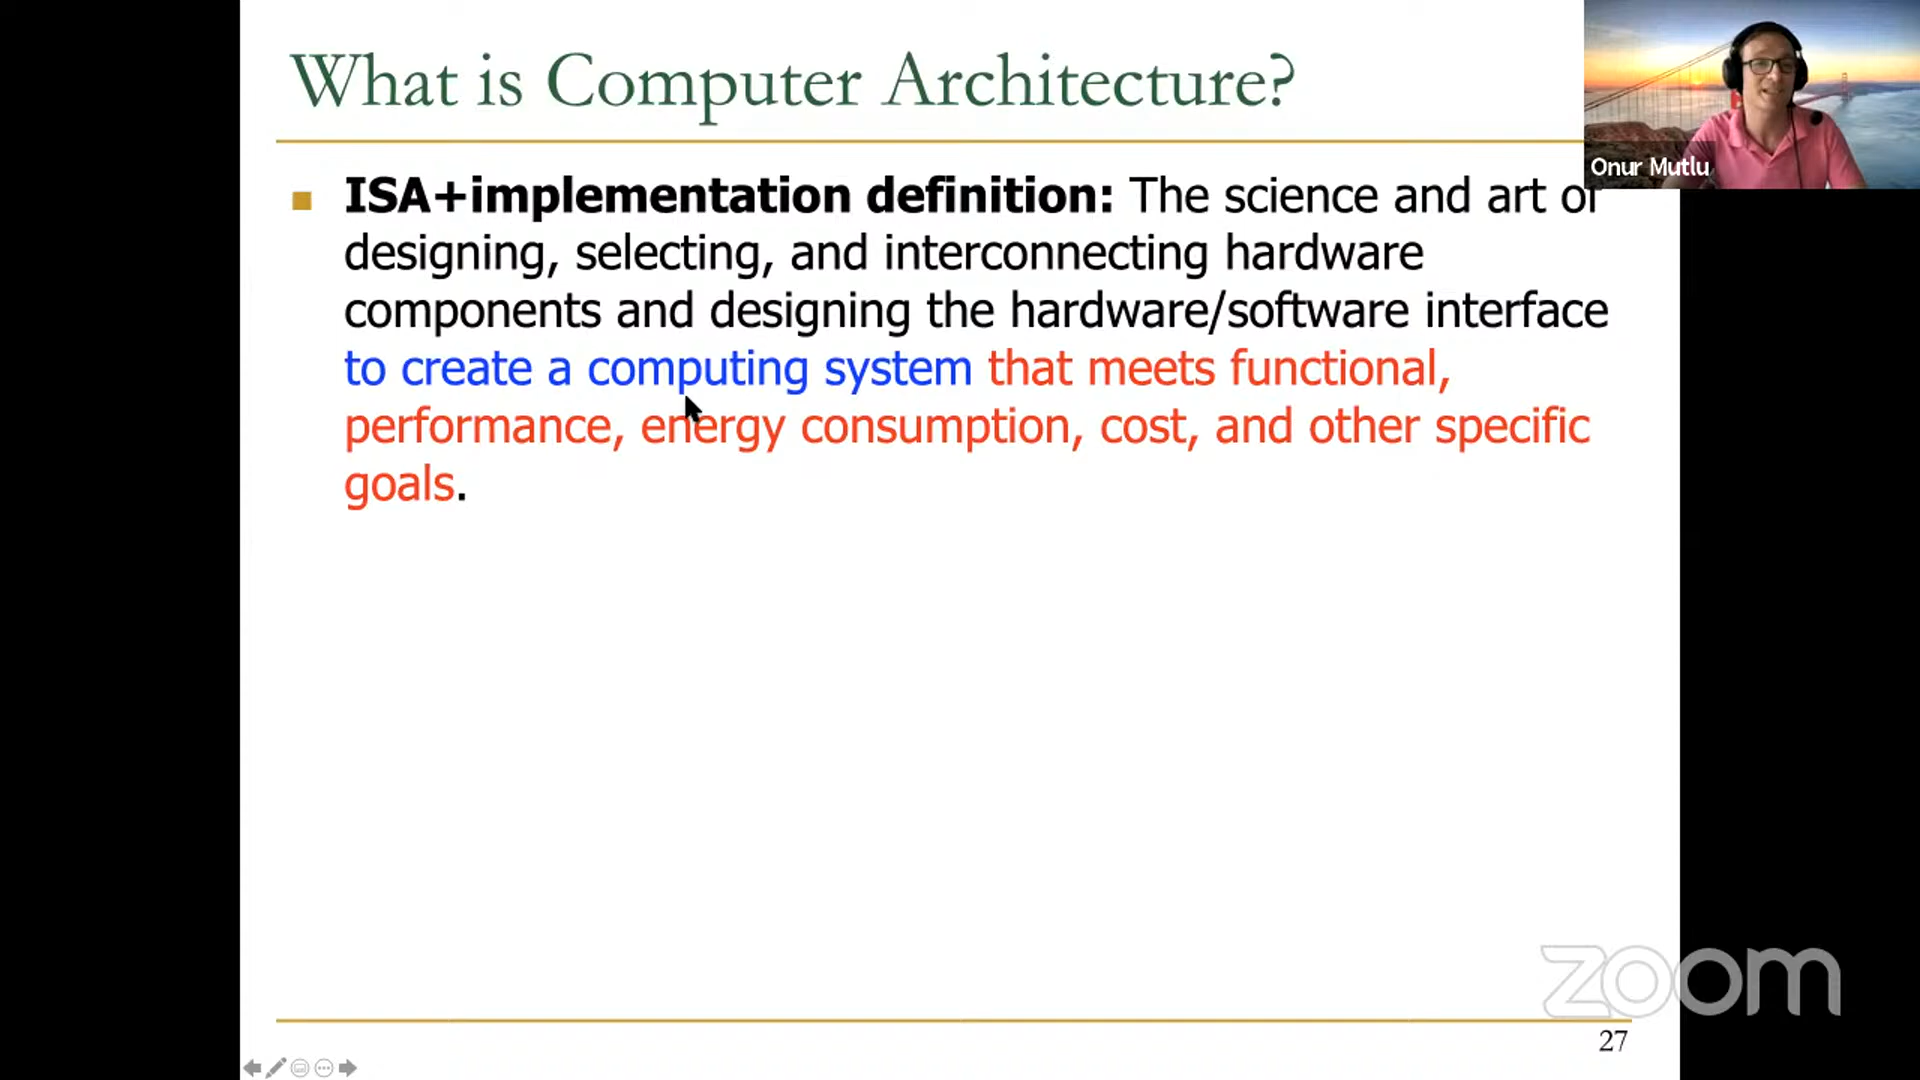 What is Computer Architecture?
Onur Mutlu
ISA+implementation definition: The science and art of
designing, selecting, and interconnecting hardware
components and designing the hardware/software interface
to create a computing system that meets functional,
performance, energy consumption, cost, and other specific
goals.
zoom
27